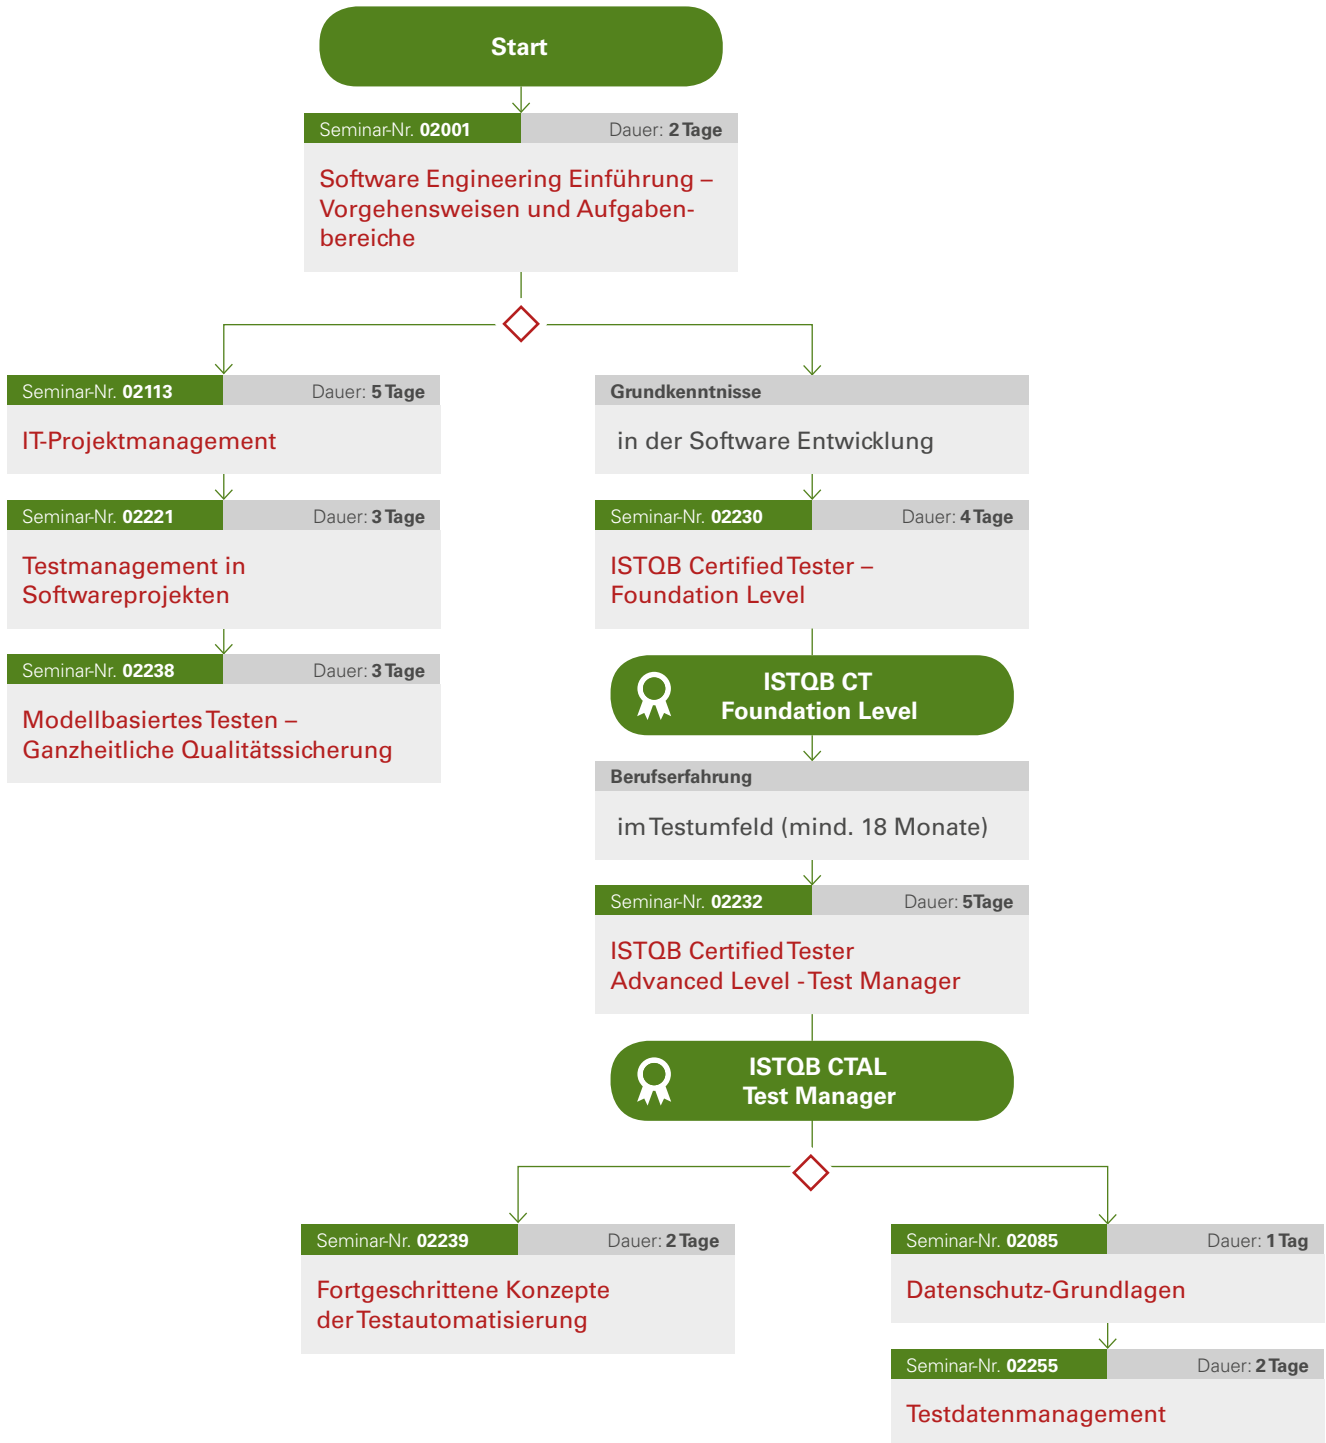 Start
Seminar-Nr. 02001 Dauer: 2 Tage
Software Engineering Einführung –
Vorgehensweisen und Aufgaben-
bereiche
Seminar-Nr. 02113 Dauer: 5 Tage
IT-Projektmanagement
Seminar-Nr. 02221 Dauer: 3 Tage
Testmanagement in
Softwareprojekten
Seminar-Nr. 02238 Dauer: 3 Tage
Modellbasiertes Testen –
Ganzheitliche Qualitätssicherung
Grundkenntnisse
in der Software Entwicklung
Seminar-Nr. 02230 Dauer: 4 Tage
ISTQB Certified Tester –
Foundation Level
ISTQB CT
Foundation Level
Berufserfahrung
im Testumfeld (mind. 18 Monate)
Seminar-Nr. 02232 Dauer: 5Tage
ISTQB Certified Tester
Advanced Level - Test Manager
ISTQB CTAL
Test Manager
Seminar-Nr. 02239 Dauer: 2 Tage
Fortgeschrittene Konzepte
der Testautomatisierung
Seminar-Nr. 02085 Dauer: 1 Tag
Datenschutz-Grundlagen
Seminar-Nr. 02255 Dauer: 2 Tage
Testdatenmanagement